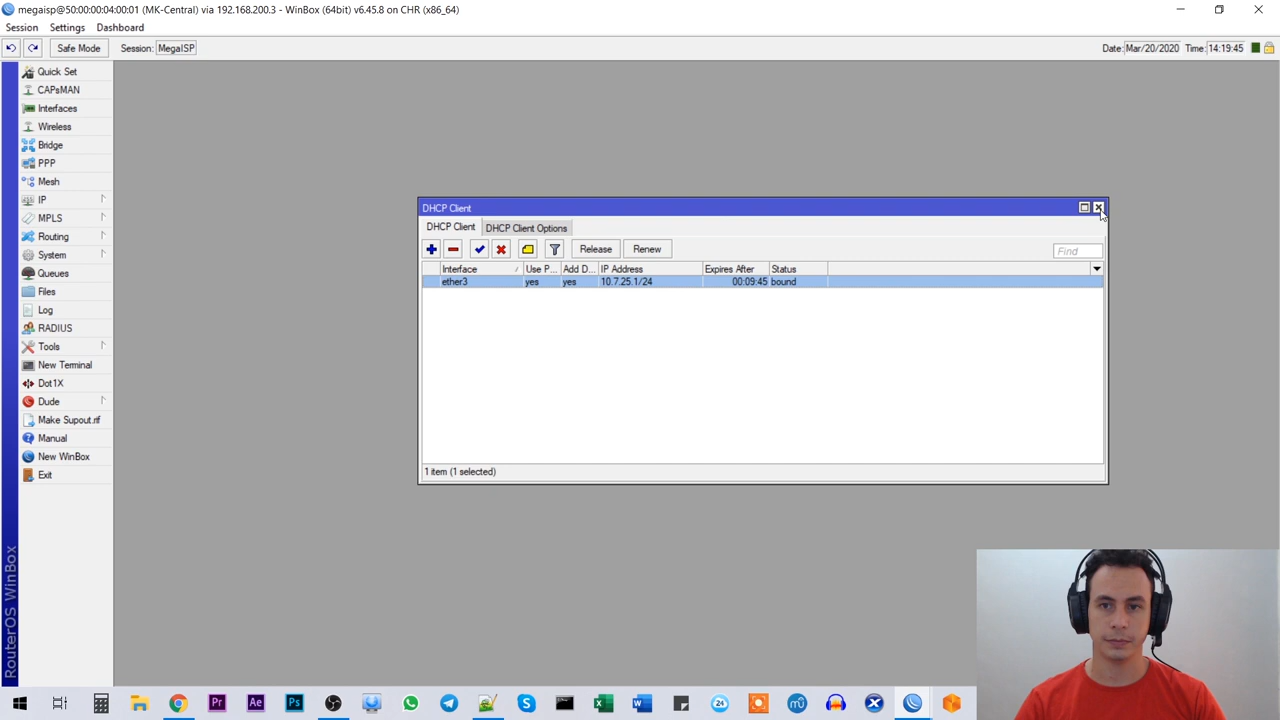 megaisp@50:00:00:04:00:01 (MK-Central) via 192.168.200.3 - WinBox (64bit) v6.45.8 on CHR (x86_64)
Session Settings Dashboard
Safe Mode Session: MegaISP Date: Mar/20/2020 Time: 14:19:45
Quick Set
CAPsMAN
Interfaces
Wireless
Bridge
PPP
Mesh
IP
MPLS
Routing
System
Queues
Files
Log
RADIUS
Tools
New Terminal
Dot1X
Dude
Make Supout.rif
Manual
New WinBox
Exit
RouterOS WinBox
DHCP Client
DHCP Client DHCP Client Options
Release Renew Find
Interface Use P... Add D... IP Address Expires After Status
ether3 yes yes 10.7.25.1/24 00:09:45 bound
1 item (1 selected)
Pr Ae Ps W 24